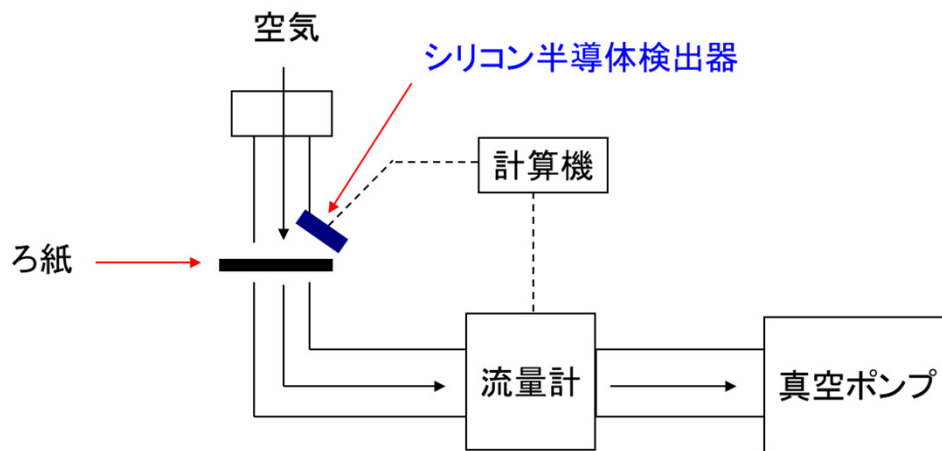 空気
シリコン半導体検出器
計算機
ろ紙
流量計
真空ポンプ